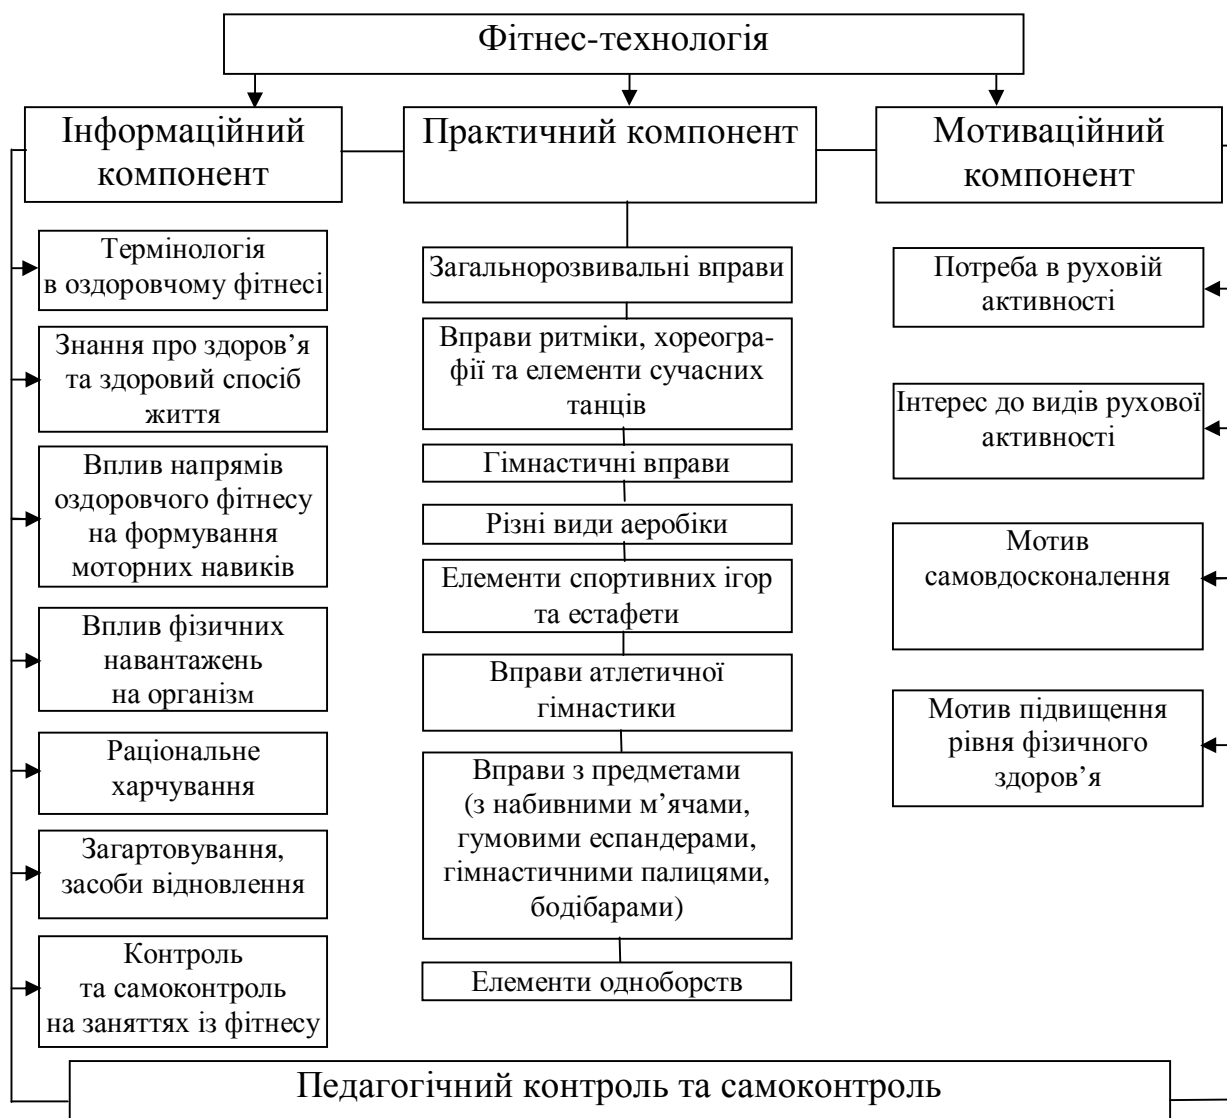 Фітнес-технологія
Інформаційний
компонент
Практичний компонент
Мотиваційний
компонент
Термінологія
в оздоровчому фітнесі
Знання про здоров’я
та здоровий спосіб
життя
Вплив напрямів
оздоровчого фітнесу
на формування
моторних навиків
Вплив фізичних
навантажень
на організм
Раціональне
харчування
Загартовування,
засоби відновлення
Контроль
та самоконтроль
на заняттях із фітнесу
Загальнорозвивальні вправи
Вправи ритміки, хореогра-
фії та елементи сучасних
танців
Гімнастичні вправи
Різні види аеробіки
Елементи спортивних ігор
та естафети
Вправи атлетичної
гімнастики
Вправи з предметами
(з набивними м’ячами,
гумовими еспандерами,
гімнастичними палицями,
бодібарами)
Елементи одноборств
Потреба в руховій
активності
Інтерес до видів рухової
активності
Мотив
самовдосконалення
Мотив підвищення
рівня фізичного
здоров’я
Педагогічний контроль та самоконтроль